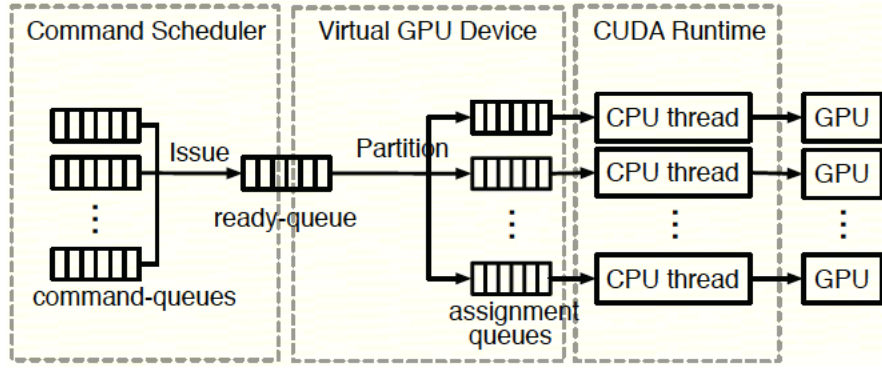 Command Scheduler
Virtual GPU Device
CUDA Runtime
CPU thread
GPU
Issue
Partition
CPU thread
GPU
ready-queue
command-queues
CPU thread
GPU
assignment
queues